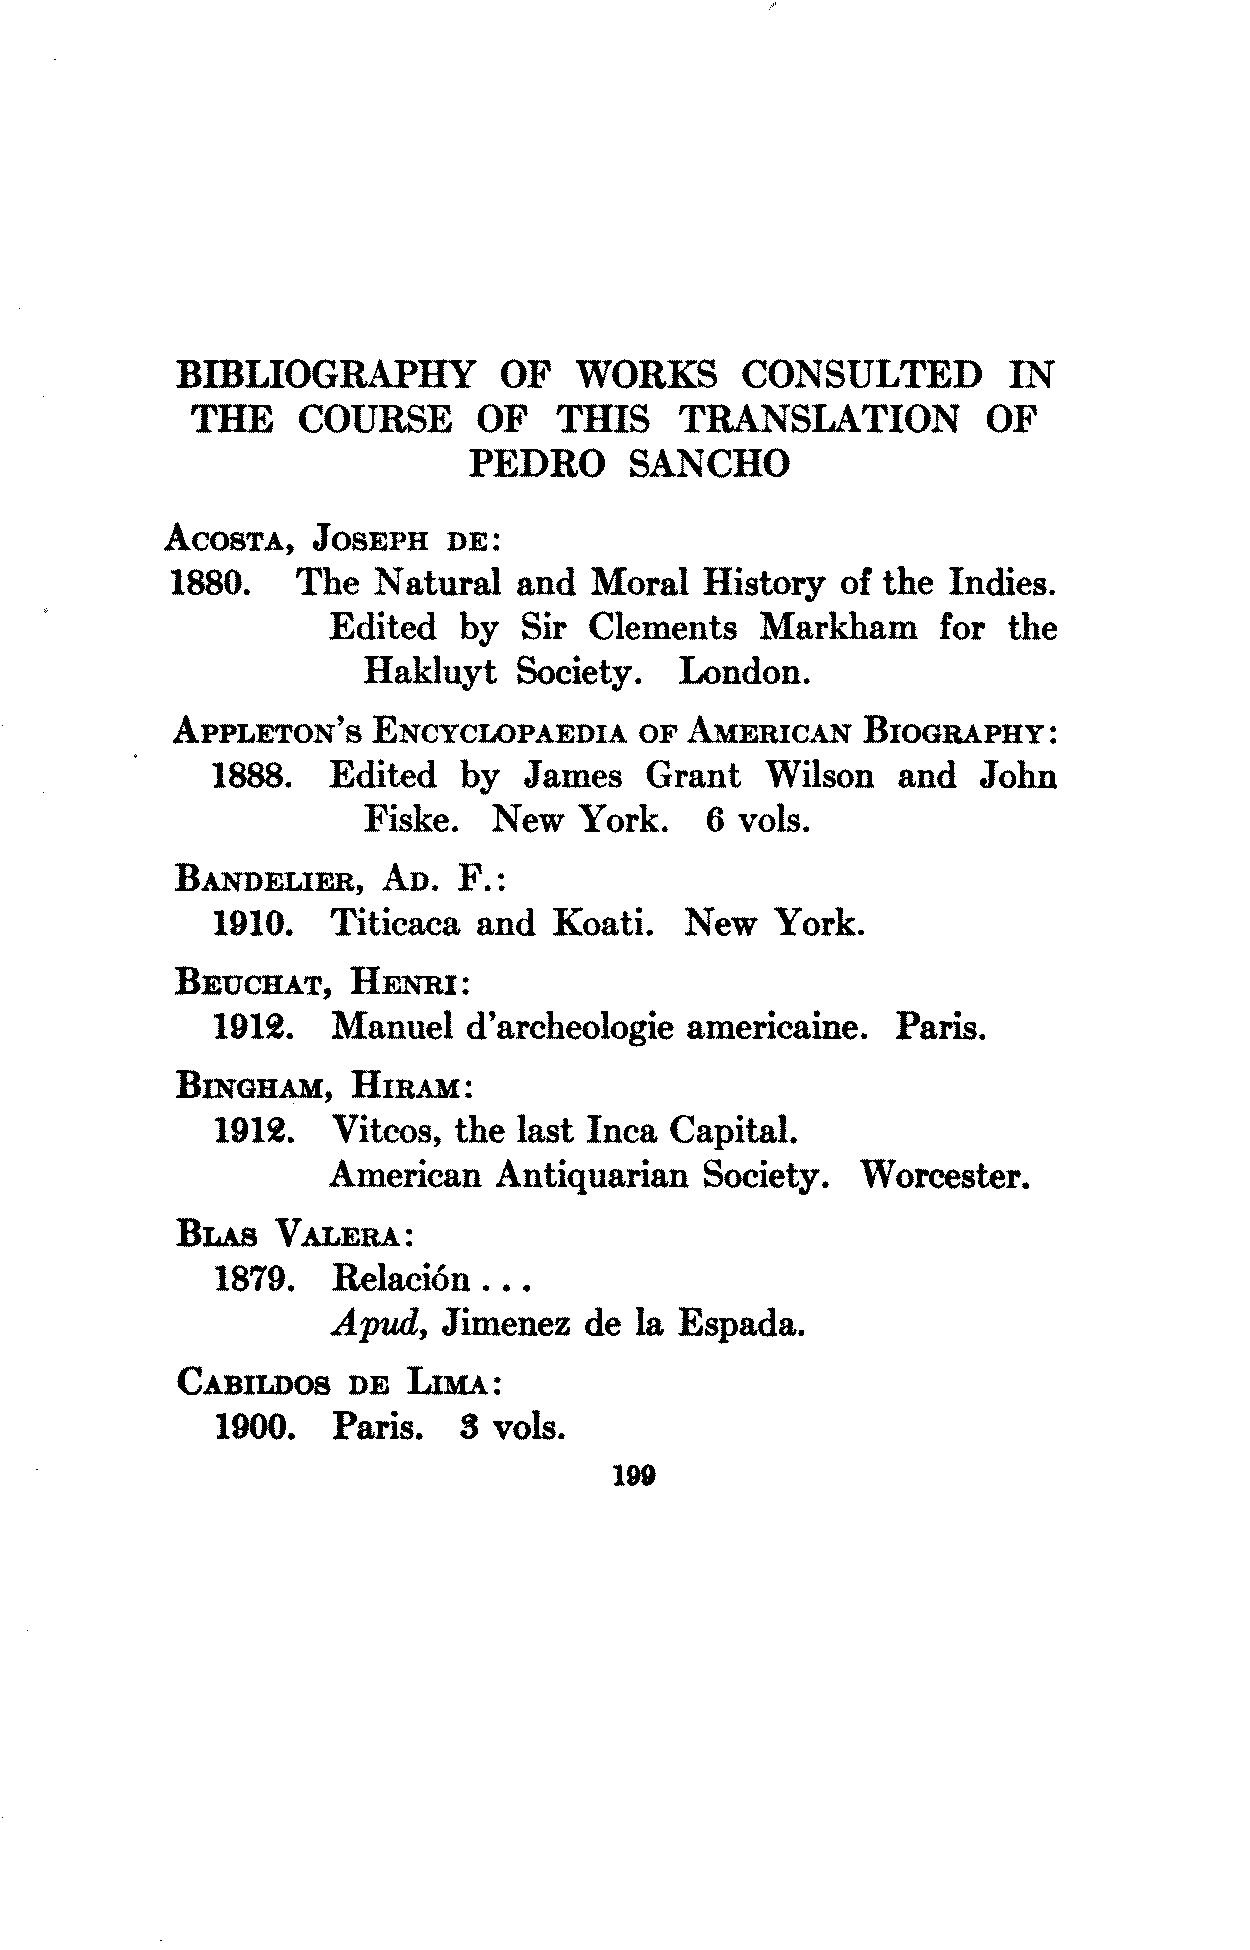 BIBLIOGRAPHY OF WORKS CONSULTED IN
THE COURSE OF THIS TRANSLATION OF
PEDRO SANCHO
ACOSTA, JOSEPH DE:
1880. The Natural and Moral History of the Indies.
Edited by Sir Clements Markham for the
Hakluyt Society. London.
APPLETON'S ENCYCLOPAEDIA OF AMERICAN BIOGRAPHY:
1888. Edited by James Grant Wilson and John
Fiske. New York. 6 vols.
BANDELIER, AD. F.:
1910. Titicaca and Koati. New York.
BEUCHAT, HENRI:
1912. Manuel d'archeologie americaine. Paris.
BINGHAM, HIRAM:
1912. Vitcos, the last Inca Capital.
American Antiquarian Society. Worcester.
BLAS VALERA:
1879. Relación . . .
Apud, Jimenez de la Espada.
CABILDOS DE LIMA:
1900. Paris. 3 vols.
199